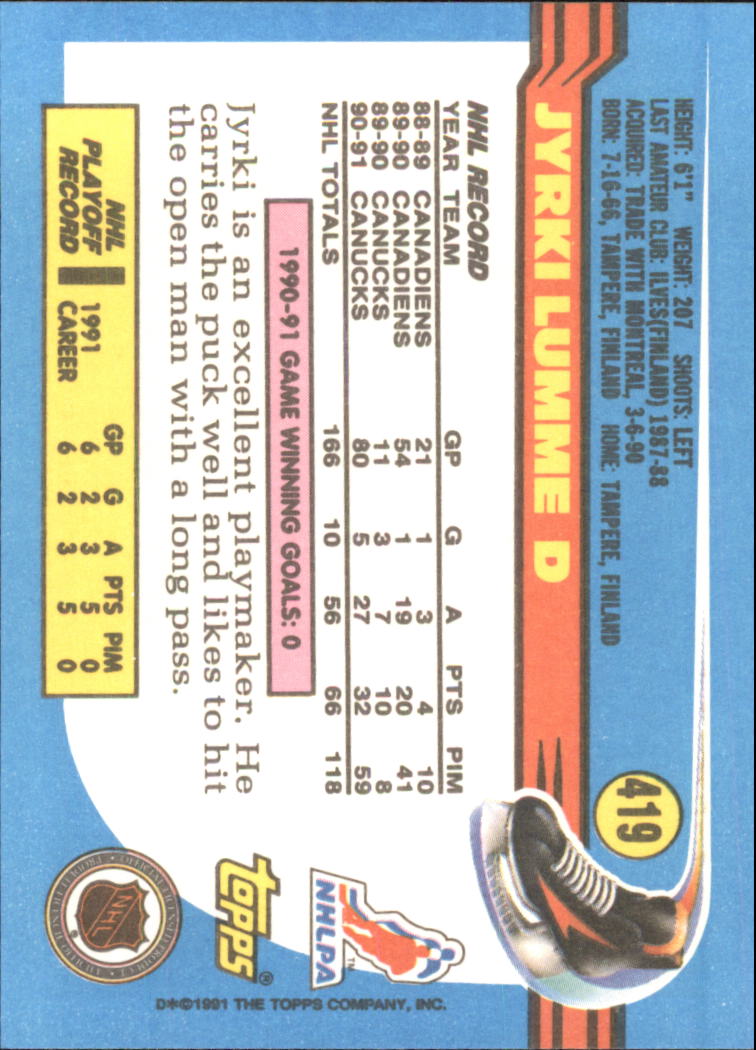 419
HEIGHT: 6'1" WEIGHT: 207 SHOOTS: LEFT
LAST AMATEUR CLUB: ILVES(FINLAND) 1987-88
ACQUIRED: TRADE WITH MONTREAL, 3-6-90
BORN: 7-16-66, TAMPERE, FINLAND HOME: TAMPERE, FINLAND
JYRKI LUMME D
NHL RECORD
YEAR TEAM GP G A PTS PIM
88-89 CANADIENS 21 1 3 4 10
89-90 CANADIENS 54 1 19 20 41
89-90 CANUCKS 11 3 7 10 8
90-91 CANUCKS 80 5 27 32 59
NHL TOTALS 166 10 56 66 118
1990-91 GAME WINNING GOALS: 0
Jyrki is an excellent playmaker. He
carries the puck well and likes to hit
the open man with a long pass.
NHL PLAYOFF RECORD
GP G A PTS PIM
1991 6 2 3 5 0
CAREER 6 2 3 5 0
NHLPA
TM
TOPPS®
NHL
®
D*©1991 THE TOPPS COMPANY, INC.